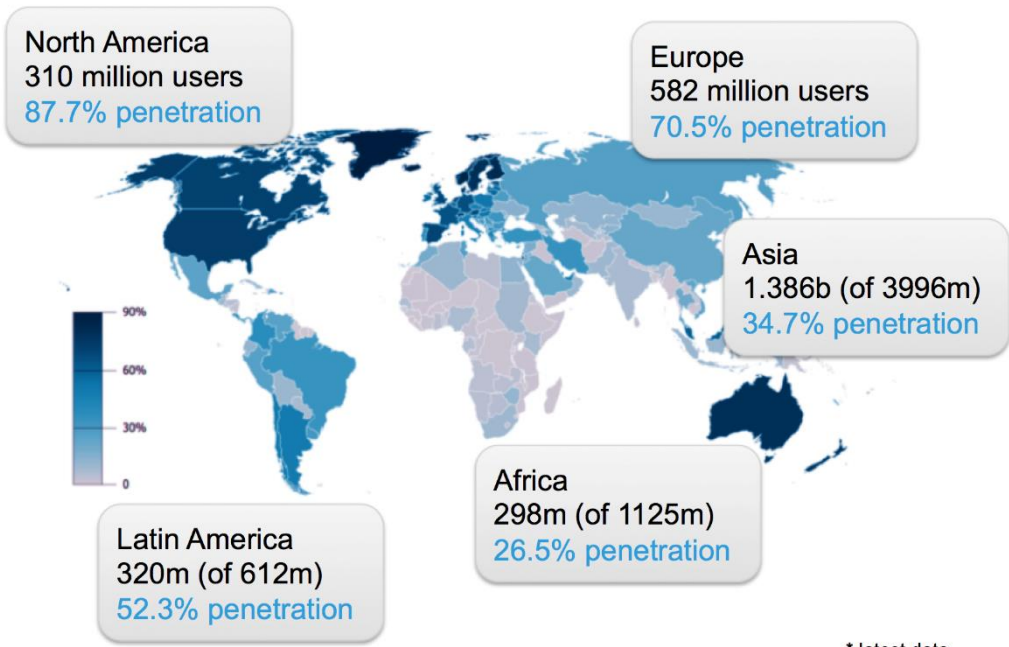 North America
310 million users
87.7% penetration
Europe
582 million users
70.5% penetration
Asia
1.386b (of 3996m)
34.7% penetration
90%
60%
30%
0
Africa
298m (of 1125m)
26.5% penetration
Latin America
320m (of 612m)
52.3% penetration
* latest data